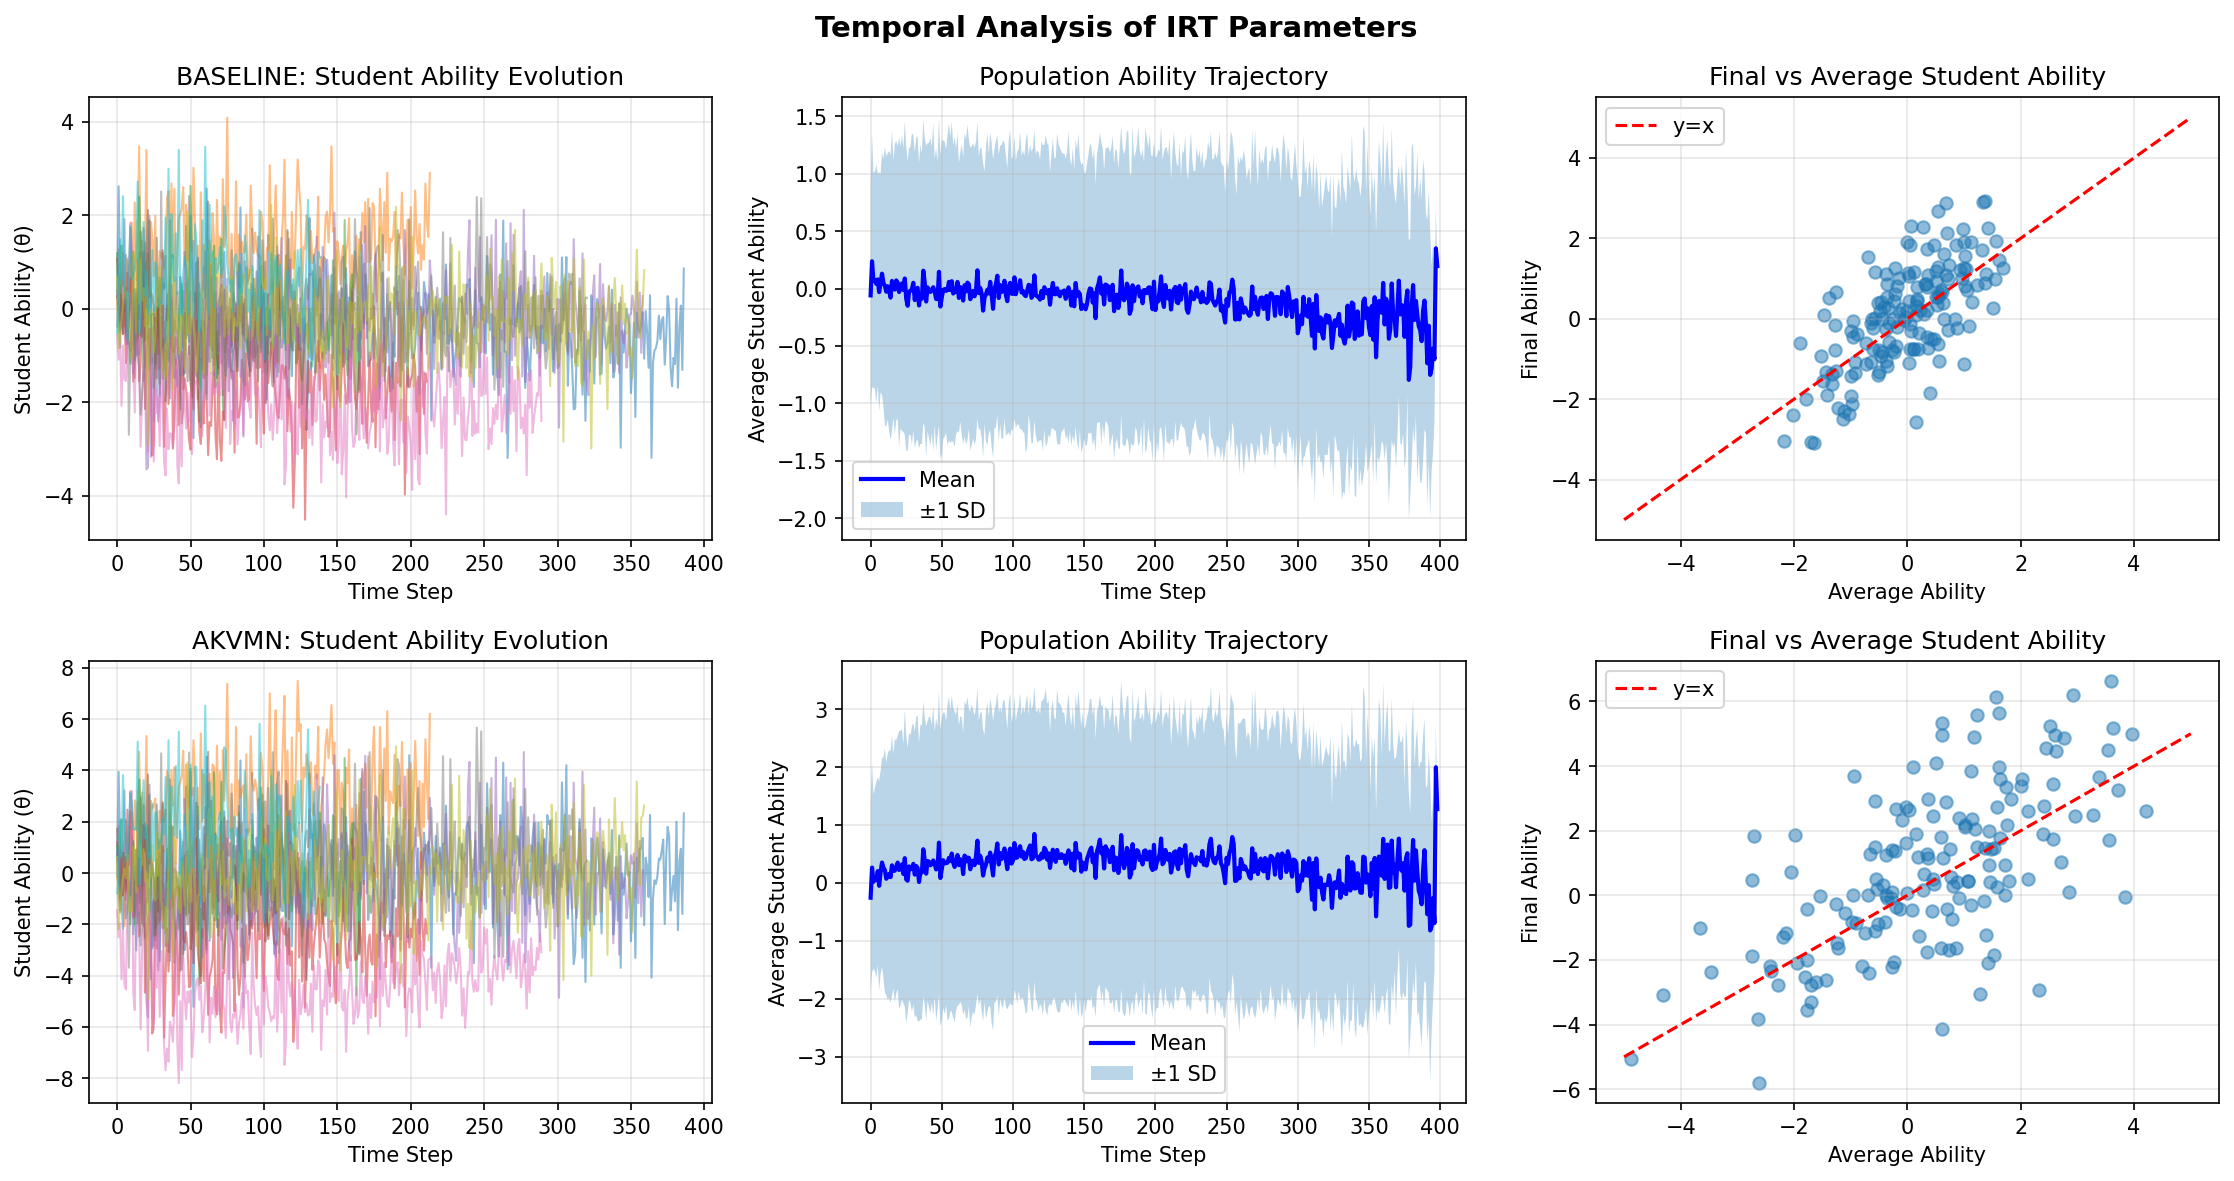 Temporal Analysis of IRT Parameters
BASELINE: Student Ability Evolution
Student Ability (θ)
4
2
0
−2
−4
0 50 100 150 200 250 300 350 400
Time Step
Population Ability Trajectory
Average Student Ability
1.5
1.0
0.5
0.0
−0.5
−1.0
−1.5
−2.0
Mean
±1 SD
0 50 100 150 200 250 300 350 400
Time Step
Final vs Average Student Ability
Final Ability
y=x
4
2
0
−2
−4
−4 −2 0 2 4
Average Ability
AKVMN: Student Ability Evolution
Student Ability (θ)
8
6
4
2
0
−2
−4
−6
−8
0 50 100 150 200 250 300 350 400
Time Step
Population Ability Trajectory
Average Student Ability
3
2
1
0
−1
−2
−3
Mean
±1 SD
0 50 100 150 200 250 300 350 400
Time Step
Final vs Average Student Ability
Final Ability
y=x
6
4
2
0
−2
−4
−6
−4 −2 0 2 4
Average Ability